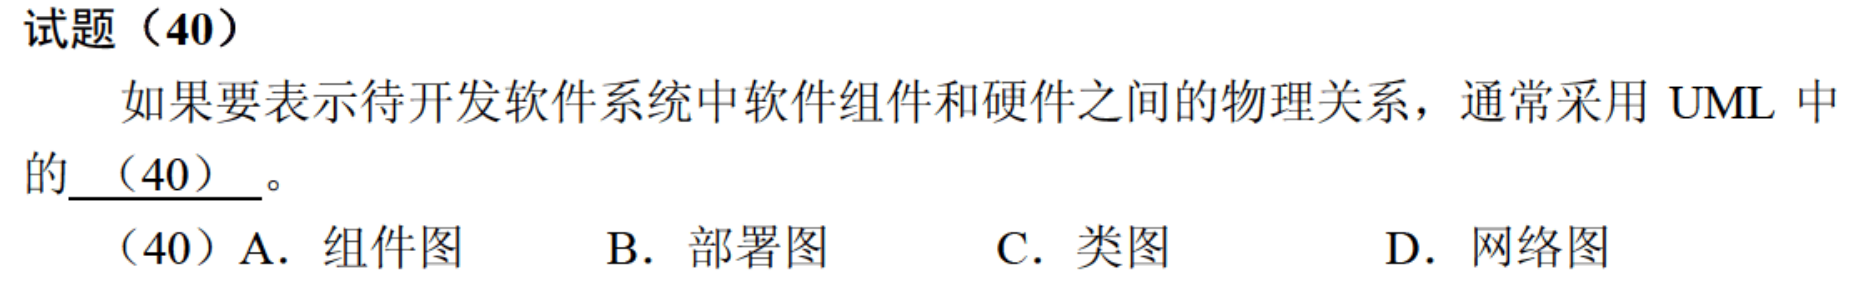 试题（40）
如果要表示待开发软件系统中软件组件和硬件之间的物理关系，通常采用 UML 中
的 （40） 。
（40）A．组件图 B．部署图 C．类图 D．网络图